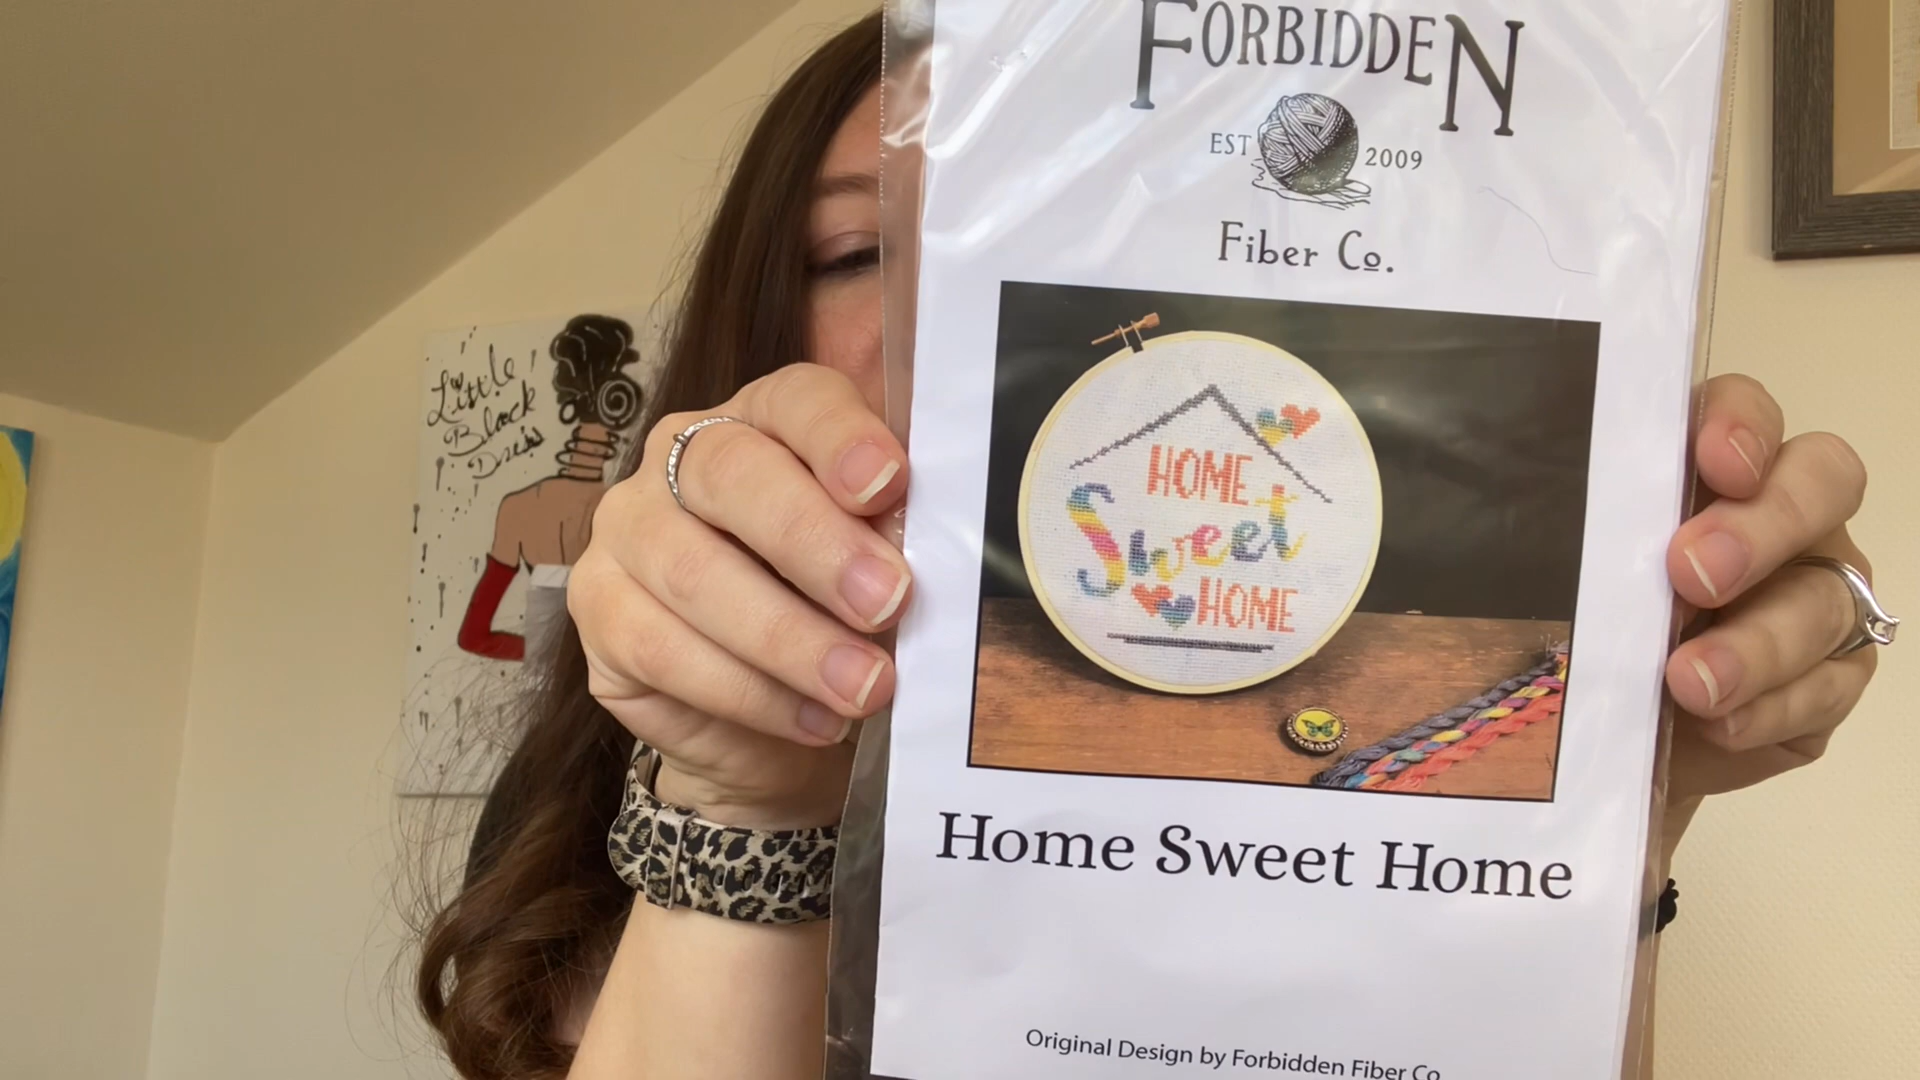 FORBIDDEN
EST 2009
Fiber Co.
HOME
Sweet
HOME
Home Sweet Home
Original Design by Forbidden Fiber Co
Little
Black
Dress